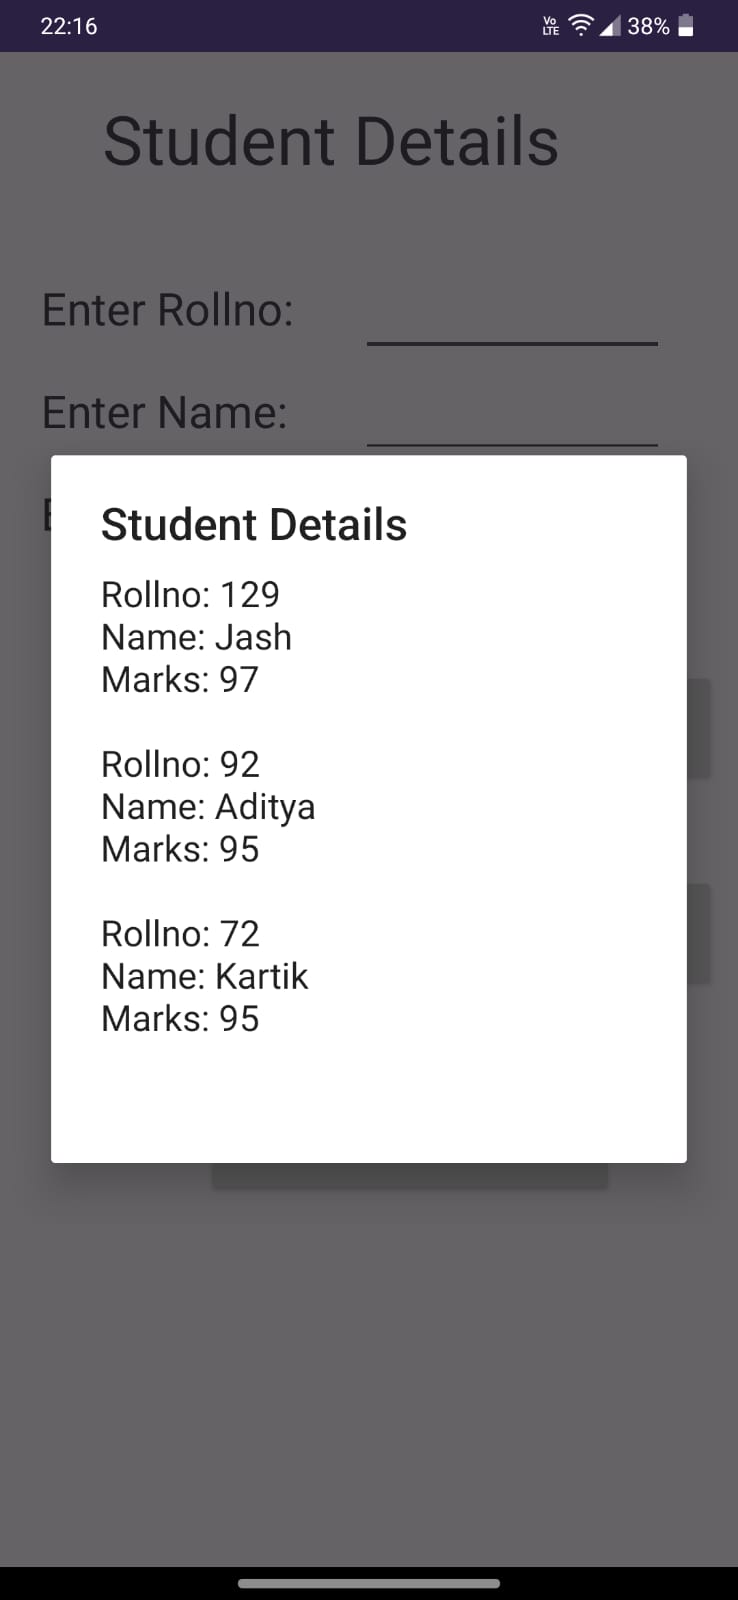 22:16
Vo
LTE
38%
Student Details
Enter Rollno:
Enter Name:
Student Details
Rollno: 129
Name: Jash
Marks: 97
Rollno: 92
Name: Aditya
Marks: 95
Rollno: 72
Name: Kartik
Marks: 95